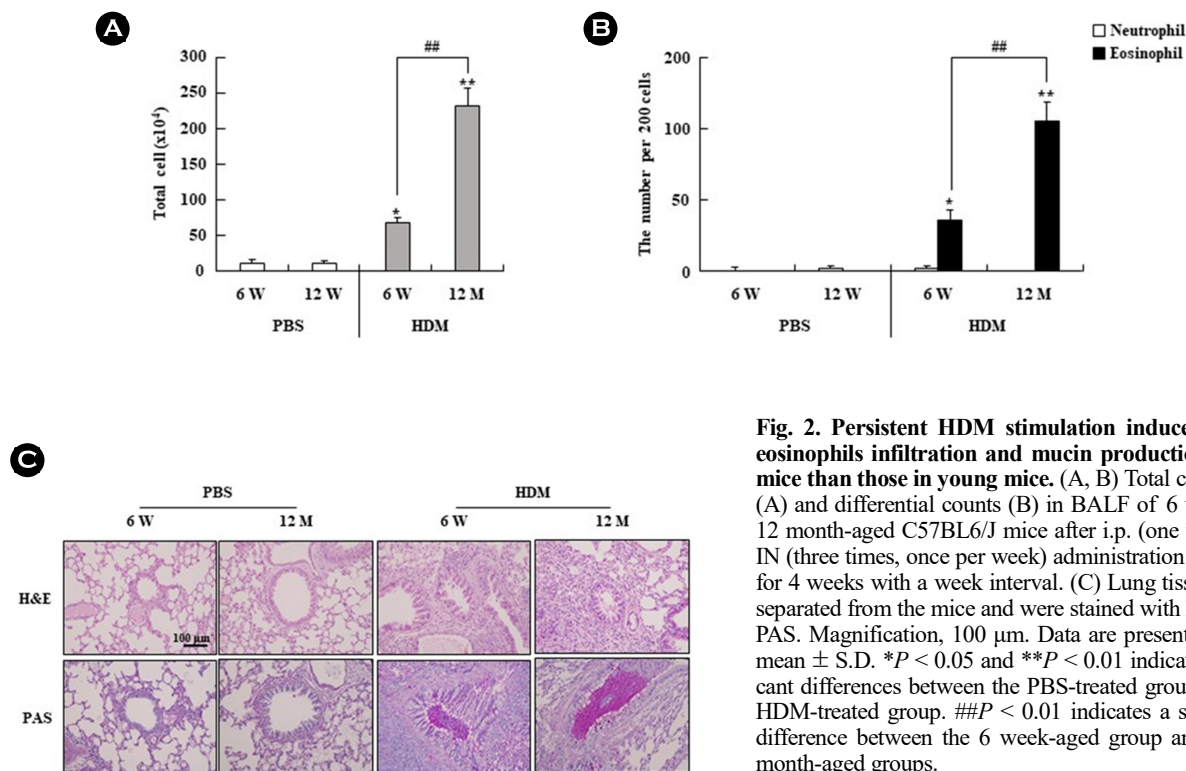 A
Total cell (x10⁴)
300
250
200
150
100
50
0
##
*
**
6 W 12 W 6 W 12 M
PBS HDM
B
Neutrophil
Eosinophil
The number per 200 cells
200
100
50
0
##
*
**
6 W 12 W 6 W 12 M
PBS HDM
C
PBS HDM
6 W 12 M 6 W 12 M
H&E
100 μm
PAS
Fig. 2. Persistent HDM stimulation induce
eosinophils infiltration and mucin productio
mice than those in young mice. (A, B) Total c
(A) and differential counts (B) in BALF of 6
12 month-aged C57BL6/J mice after i.p. (one
IN (three times, once per week) administration
for 4 weeks with a week interval. (C) Lung tiss
separated from the mice and were stained with
PAS. Magnification, 100 μm. Data are present
mean ± S.D. *P < 0.05 and **P < 0.01 indica
cant differences between the PBS-treated grou
HDM-treated group. ##P < 0.01 indicates a s
difference between the 6 week-aged group an
month-aged groups.